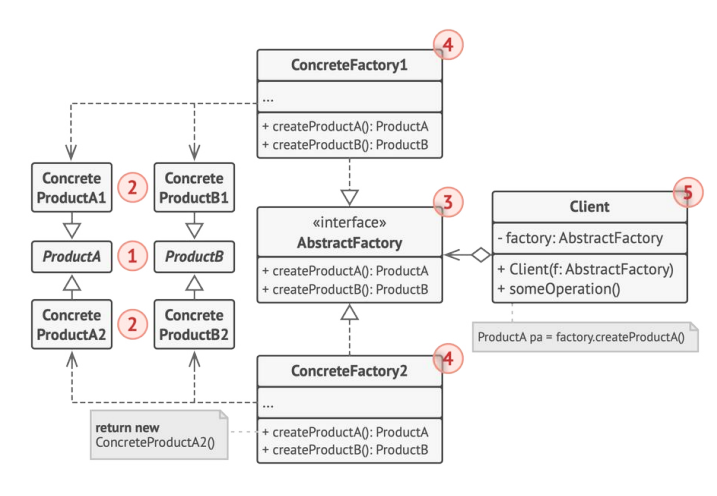 4
ConcreteFactory1
...
+ createProductA(): ProductA
+ createProductB(): ProductB
Concrete
ProductA1
2
Concrete
ProductB1
ProductA
1
ProductB
Concrete
ProductA2
2
Concrete
ProductB2
3
«interface»
AbstractFactory
+ createProductA(): ProductA
+ createProductB(): ProductB
5
Client
- factory: AbstractFactory
+ Client(f: AbstractFactory)
+ someOperation()
ProductA pa = factory.createProductA()
4
ConcreteFactory2
...
+ createProductA(): ProductA
+ createProductB(): ProductB
return new
ConcreteProductA2()